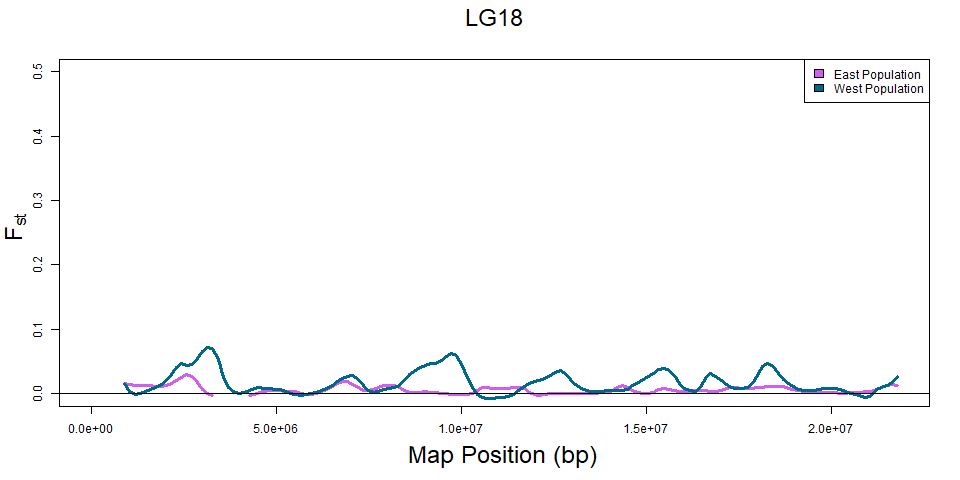 LG18
East Population
West Population
0.5
0.4
0.3
0.2
0.1
0.0
Fst
0.0e+00 5.0e+06 1.0e+07 1.5e+07 2.0e+07
Map Position (bp)